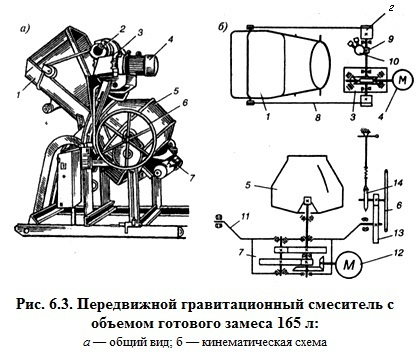 а)
2
3
4
1
5
6
7
б)
г
9
10
3
4
1
8
М
5
14
6
11
13
7
М
12
Рис. 6.3. Передвижной гравитационный смеситель с
объемом готового замеса 165 л:
а — общий вид; б — кинематическая схема